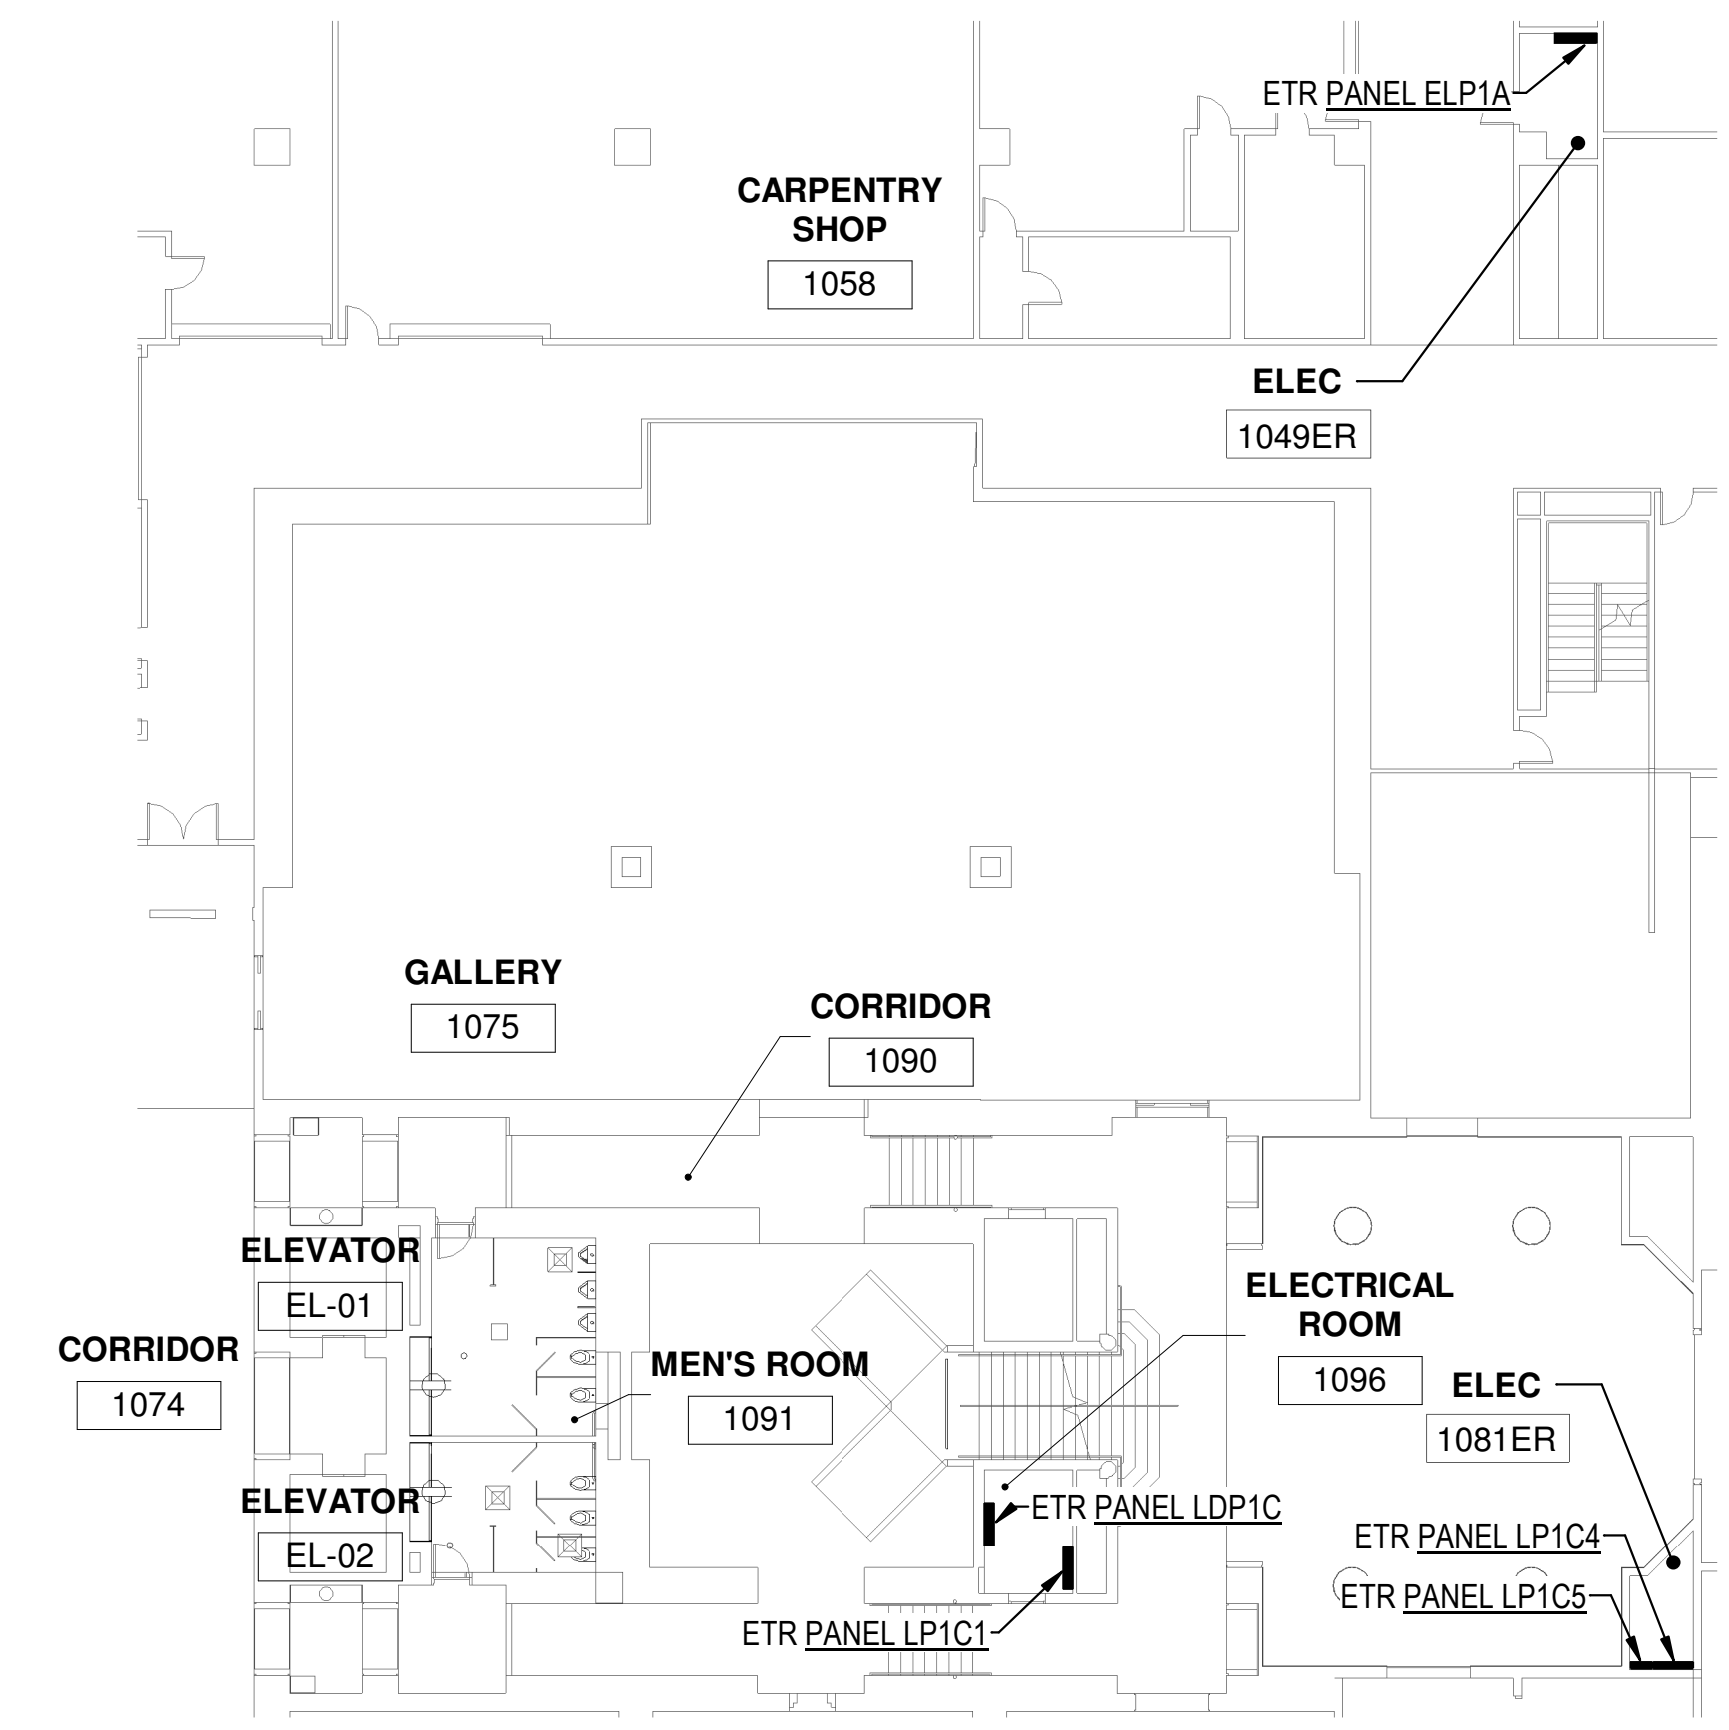 ETR PANEL ELP1A
CARPENTRY
SHOP
1058
ELEC
1049ER
GALLERY
1075
CORRIDOR
1090
ELEVATOR
EL-01
ELECTRICAL
ROOM
1096
CORRIDOR
1074
MEN'S ROOM
1091
ELEC
1081ER
ELEVATOR
EL-02
ETR PANEL LDP1C
ETR PANEL LP1C4
ETR PANEL LP1C5
ETR PANEL LP1C1